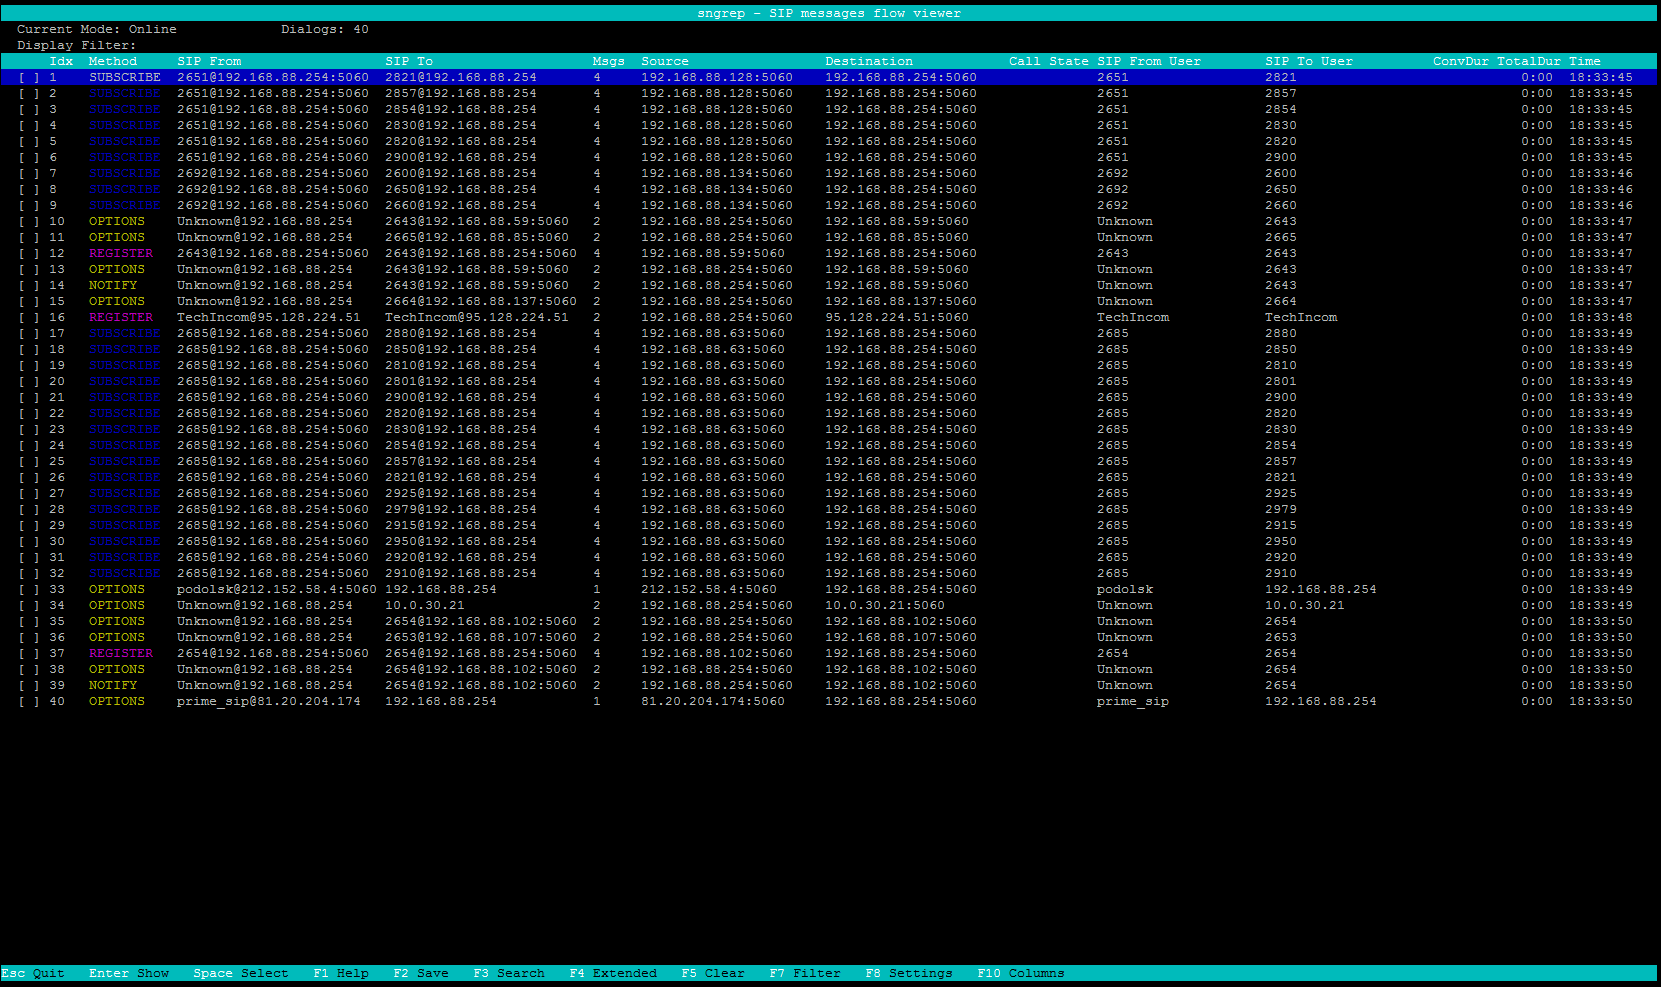 sngrep - SIP messages flow viewer
Current Mode: Online Dialogs: 40
Display Filter:
Idx Method SIP From SIP To Msgs Source Destination Call State SIP From User SIP To User ConvDur TotalDur Time
[ ] 1 SUBSCRIBE 2651@192.168.88.254:5060 2821@192.168.88.254 4 192.168.88.128:5060 192.168.88.254:5060 2651 2821 0:00 18:33:45
[ ] 2 SUBSCRIBE 2651@192.168.88.254:5060 2857@192.168.88.254 4 192.168.88.128:5060 192.168.88.254:5060 2651 2857 0:00 18:33:45
[ ] 3 SUBSCRIBE 2651@192.168.88.254:5060 2854@192.168.88.254 4 192.168.88.128:5060 192.168.88.254:5060 2651 2854 0:00 18:33:45
[ ] 4 SUBSCRIBE 2651@192.168.88.254:5060 2830@192.168.88.254 4 192.168.88.128:5060 192.168.88.254:5060 2651 2830 0:00 18:33:45
[ ] 5 SUBSCRIBE 2651@192.168.88.254:5060 2820@192.168.88.254 4 192.168.88.128:5060 192.168.88.254:5060 2651 2820 0:00 18:33:45
[ ] 6 SUBSCRIBE 2651@192.168.88.254:5060 2900@192.168.88.254 4 192.168.88.128:5060 192.168.88.254:5060 2651 2900 0:00 18:33:45
[ ] 7 SUBSCRIBE 2692@192.168.88.254:5060 2600@192.168.88.254 4 192.168.88.134:5060 192.168.88.254:5060 2692 2600 0:00 18:33:46
[ ] 8 SUBSCRIBE 2692@192.168.88.254:5060 2650@192.168.88.254 4 192.168.88.134:5060 192.168.88.254:5060 2692 2650 0:00 18:33:46
[ ] 9 SUBSCRIBE 2692@192.168.88.254:5060 2660@192.168.88.254 4 192.168.88.134:5060 192.168.88.254:5060 2692 2660 0:00 18:33:46
[ ] 10 OPTIONS Unknown@192.168.88.254 2643@192.168.88.59:5060 2 192.168.88.254:5060 192.168.88.59:5060 Unknown 2643 0:00 18:33:47
[ ] 11 OPTIONS Unknown@192.168.88.254 2665@192.168.88.85:5060 2 192.168.88.254:5060 192.168.88.85:5060 Unknown 2665 0:00 18:33:47
[ ] 12 REGISTER 2643@192.168.88.254:5060 2643@192.168.88.254:5060 4 192.168.88.59:5060 192.168.88.254:5060 2643 2643 0:00 18:33:47
[ ] 13 OPTIONS Unknown@192.168.88.254 2643@192.168.88.59:5060 2 192.168.88.254:5060 192.168.88.59:5060 Unknown 2643 0:00 18:33:47
[ ] 14 NOTIFY Unknown@192.168.88.254 2643@192.168.88.59:5060 2 192.168.88.254:5060 192.168.88.59:5060 Unknown 2643 0:00 18:33:47
[ ] 15 OPTIONS Unknown@192.168.88.254 2664@192.168.88.137:5060 2 192.168.88.254:5060 192.168.88.137:5060 Unknown 2664 0:00 18:33:47
[ ] 16 REGISTER TechIncom@95.128.224.51 TechIncom@95.128.224.51 2 192.168.88.254:5060 95.128.224.51:5060 TechIncom TechIncom 0:00 18:33:48
[ ] 17 SUBSCRIBE 2685@192.168.88.254:5060 2880@192.168.88.254 4 192.168.88.63:5060 192.168.88.254:5060 2685 2880 0:00 18:33:49
[ ] 18 SUBSCRIBE 2685@192.168.88.254:5060 2850@192.168.88.254 4 192.168.88.63:5060 192.168.88.254:5060 2685 2850 0:00 18:33:49
[ ] 19 SUBSCRIBE 2685@192.168.88.254:5060 2810@192.168.88.254 4 192.168.88.63:5060 192.168.88.254:5060 2685 2810 0:00 18:33:49
[ ] 20 SUBSCRIBE 2685@192.168.88.254:5060 2801@192.168.88.254 4 192.168.88.63:5060 192.168.88.254:5060 2685 2801 0:00 18:33:49
[ ] 21 SUBSCRIBE 2685@192.168.88.254:5060 2900@192.168.88.254 4 192.168.88.63:5060 192.168.88.254:5060 2685 2900 0:00 18:33:49
[ ] 22 SUBSCRIBE 2685@192.168.88.254:5060 2820@192.168.88.254 4 192.168.88.63:5060 192.168.88.254:5060 2685 2820 0:00 18:33:49
[ ] 23 SUBSCRIBE 2685@192.168.88.254:5060 2830@192.168.88.254 4 192.168.88.63:5060 192.168.88.254:5060 2685 2830 0:00 18:33:49
[ ] 24 SUBSCRIBE 2685@192.168.88.254:5060 2854@192.168.88.254 4 192.168.88.63:5060 192.168.88.254:5060 2685 2854 0:00 18:33:49
[ ] 25 SUBSCRIBE 2685@192.168.88.254:5060 2857@192.168.88.254 4 192.168.88.63:5060 192.168.88.254:5060 2685 2857 0:00 18:33:49
[ ] 26 SUBSCRIBE 2685@192.168.88.254:5060 2821@192.168.88.254 4 192.168.88.63:5060 192.168.88.254:5060 2685 2821 0:00 18:33:49
[ ] 27 SUBSCRIBE 2685@192.168.88.254:5060 2925@192.168.88.254 4 192.168.88.63:5060 192.168.88.254:5060 2685 2925 0:00 18:33:49
[ ] 28 SUBSCRIBE 2685@192.168.88.254:5060 2979@192.168.88.254 4 192.168.88.63:5060 192.168.88.254:5060 2685 2979 0:00 18:33:49
[ ] 29 SUBSCRIBE 2685@192.168.88.254:5060 2915@192.168.88.254 4 192.168.88.63:5060 192.168.88.254:5060 2685 2915 0:00 18:33:49
[ ] 30 SUBSCRIBE 2685@192.168.88.254:5060 2950@192.168.88.254 4 192.168.88.63:5060 192.168.88.254:5060 2685 2950 0:00 18:33:49
[ ] 31 SUBSCRIBE 2685@192.168.88.254:5060 2920@192.168.88.254 4 192.168.88.63:5060 192.168.88.254:5060 2685 2920 0:00 18:33:49
[ ] 32 SUBSCRIBE 2685@192.168.88.254:5060 2910@192.168.88.254 4 192.168.88.63:5060 192.168.88.254:5060 2685 2910 0:00 18:33:49
[ ] 33 OPTIONS podolsk@212.152.58.4:5060 192.168.88.254 1 212.152.58.4:5060 192.168.88.254:5060 podolsk 192.168.88.254 0:00 18:33:49
[ ] 34 OPTIONS Unknown@192.168.88.254 10.0.30.21 2 192.168.88.254:5060 10.0.30.21:5060 Unknown 10.0.30.21 0:00 18:33:49
[ ] 35 OPTIONS Unknown@192.168.88.254 2654@192.168.88.102:5060 2 192.168.88.254:5060 192.168.88.102:5060 Unknown 2654 0:00 18:33:50
[ ] 36 OPTIONS Unknown@192.168.88.254 2653@192.168.88.107:5060 2 192.168.88.254:5060 192.168.88.107:5060 Unknown 2653 0:00 18:33:50
[ ] 37 REGISTER 2654@192.168.88.254:5060 2654@192.168.88.254:5060 4 192.168.88.102:5060 192.168.88.254:5060 2654 2654 0:00 18:33:50
[ ] 38 OPTIONS Unknown@192.168.88.254 2654@192.168.88.102:5060 2 192.168.88.254:5060 192.168.88.102:5060 Unknown 2654 0:00 18:33:50
[ ] 39 NOTIFY Unknown@192.168.88.254 2654@192.168.88.102:5060 2 192.168.88.254:5060 192.168.88.102:5060 Unknown 2654 0:00 18:33:50
[ ] 40 OPTIONS prime_sip@81.20.204.174 192.168.88.254 1 81.20.204.174:5060 192.168.88.254:5060 prime_sip 192.168.88.254 0:00 18:33:50
Esc Quit Enter Show Space Select F1 Help F2 Save F3 Search F4 Extended F5 Clear F7 Filter F8 Settings F10 Columns